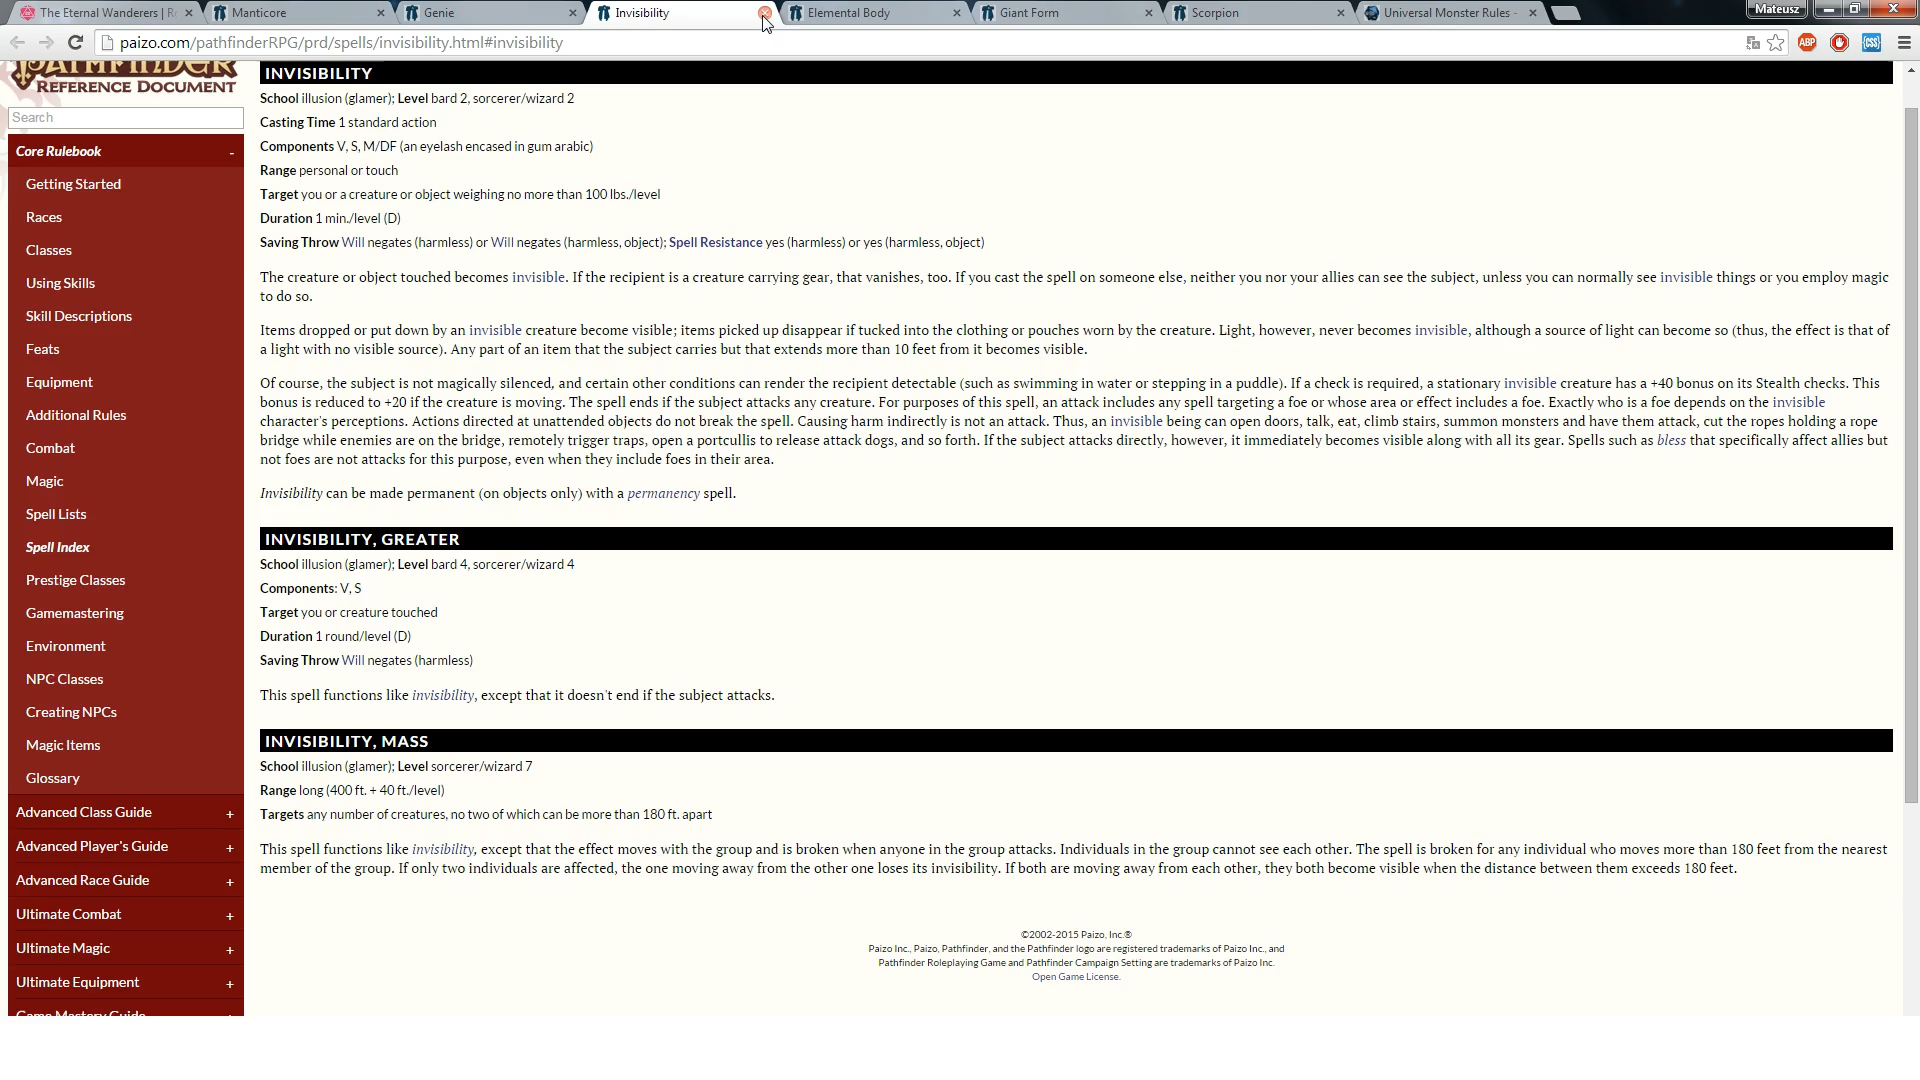 The Eternal Wanderers | R
Manticore
Genie
Invisibility
Elemental Body
Giant Form
Scorpion
Universal Monster Rules -
Mateusz
paizo.com/pathfinderRPG/prd/spells/invisibility.html#invisibility
ABP
{CSS}
PATHFINDER
REFERENCE DOCUMENT
Search
Core Rulebook -
Getting Started
Races
Classes
Using Skills
Skill Descriptions
Feats
Equipment
Additional Rules
Combat
Magic
Spell Lists
Spell Index
Prestige Classes
Gamemastering
Environment
NPC Classes
Creating NPCs
Magic Items
Glossary
Advanced Class Guide +
Advanced Player's Guide +
Advanced Race Guide +
Ultimate Combat +
Ultimate Magic +
Ultimate Equipment +
Game Mastery Guide
INVISIBILITY
School illusion (glamer); Level bard 2, sorcerer/wizard 2
Casting Time 1 standard action
Components V, S, M/DF (an eyelash encased in gum arabic)
Range personal or touch
Target you or a creature or object weighing no more than 100 lbs./level
Duration 1 min./level (D)
Saving Throw Will negates (harmless) or Will negates (harmless, object); Spell Resistance yes (harmless) or yes (harmless, object)
The creature or object touched becomes invisible. If the recipient is a creature carrying gear, that vanishes, too. If you cast the spell on someone else, neither you nor your allies can see the subject, unless you can normally see invisible things or you employ magic
to do so.
Items dropped or put down by an invisible creature become visible; items picked up disappear if tucked into the clothing or pouches worn by the creature. Light, however, never becomes invisible, although a source of light can become so (thus, the effect is that of
a light with no visible source). Any part of an item that the subject carries but that extends more than 10 feet from it becomes visible.
Of course, the subject is not magically silenced, and certain other conditions can render the recipient detectable (such as swimming in water or stepping in a puddle). If a check is required, a stationary invisible creature has a +40 bonus on its Stealth checks. This
bonus is reduced to +20 if the creature is moving. The spell ends if the subject attacks any creature. For purposes of this spell, an attack includes any spell targeting a foe or whose area or effect includes a foe. Exactly who is a foe depends on the invisible
character's perceptions. Actions directed at unattended objects do not break the spell. Causing harm indirectly is not an attack. Thus, an invisible being can open doors, talk, eat, climb stairs, summon monsters and have them attack, cut the ropes holding a rope
bridge while enemies are on the bridge, remotely trigger traps, open a portcullis to release attack dogs, and so forth. If the subject attacks directly, however, it immediately becomes visible along with all its gear. Spells such as bless that specifically affect allies but
not foes are not attacks for this purpose, even when they include foes in their area.
Invisibility can be made permanent (on objects only) with a permanency spell.
INVISIBILITY, GREATER
School illusion (glamer); Level bard 4, sorcerer/wizard 4
Components: V, S
Target you or creature touched
Duration 1 round/level (D)
Saving Throw Will negates (harmless)
This spell functions like invisibility, except that it doesn't end if the subject attacks.
INVISIBILITY, MASS
School illusion (glamer); Level sorcerer/wizard 7
Range long (400 ft. + 40 ft./level)
Targets any number of creatures, no two of which can be more than 180 ft. apart
This spell functions like invisibility, except that the effect moves with the group and is broken when anyone in the group attacks. Individuals in the group cannot see each other. The spell is broken for any individual who moves more than 180 feet from the nearest
member of the group. If only two individuals are affected, the one moving away from the other one loses its invisibility. If both are moving away from each other, they both become visible when the distance between them exceeds 180 feet.
©2002-2015 Paizo, Inc.®
Paizo Inc., Paizo, Pathfinder, and the Pathfinder logo are registered trademarks of Paizo Inc., and
Pathfinder Roleplaying Game and Pathfinder Campaign Setting are trademarks of Paizo Inc.
Open Game License.